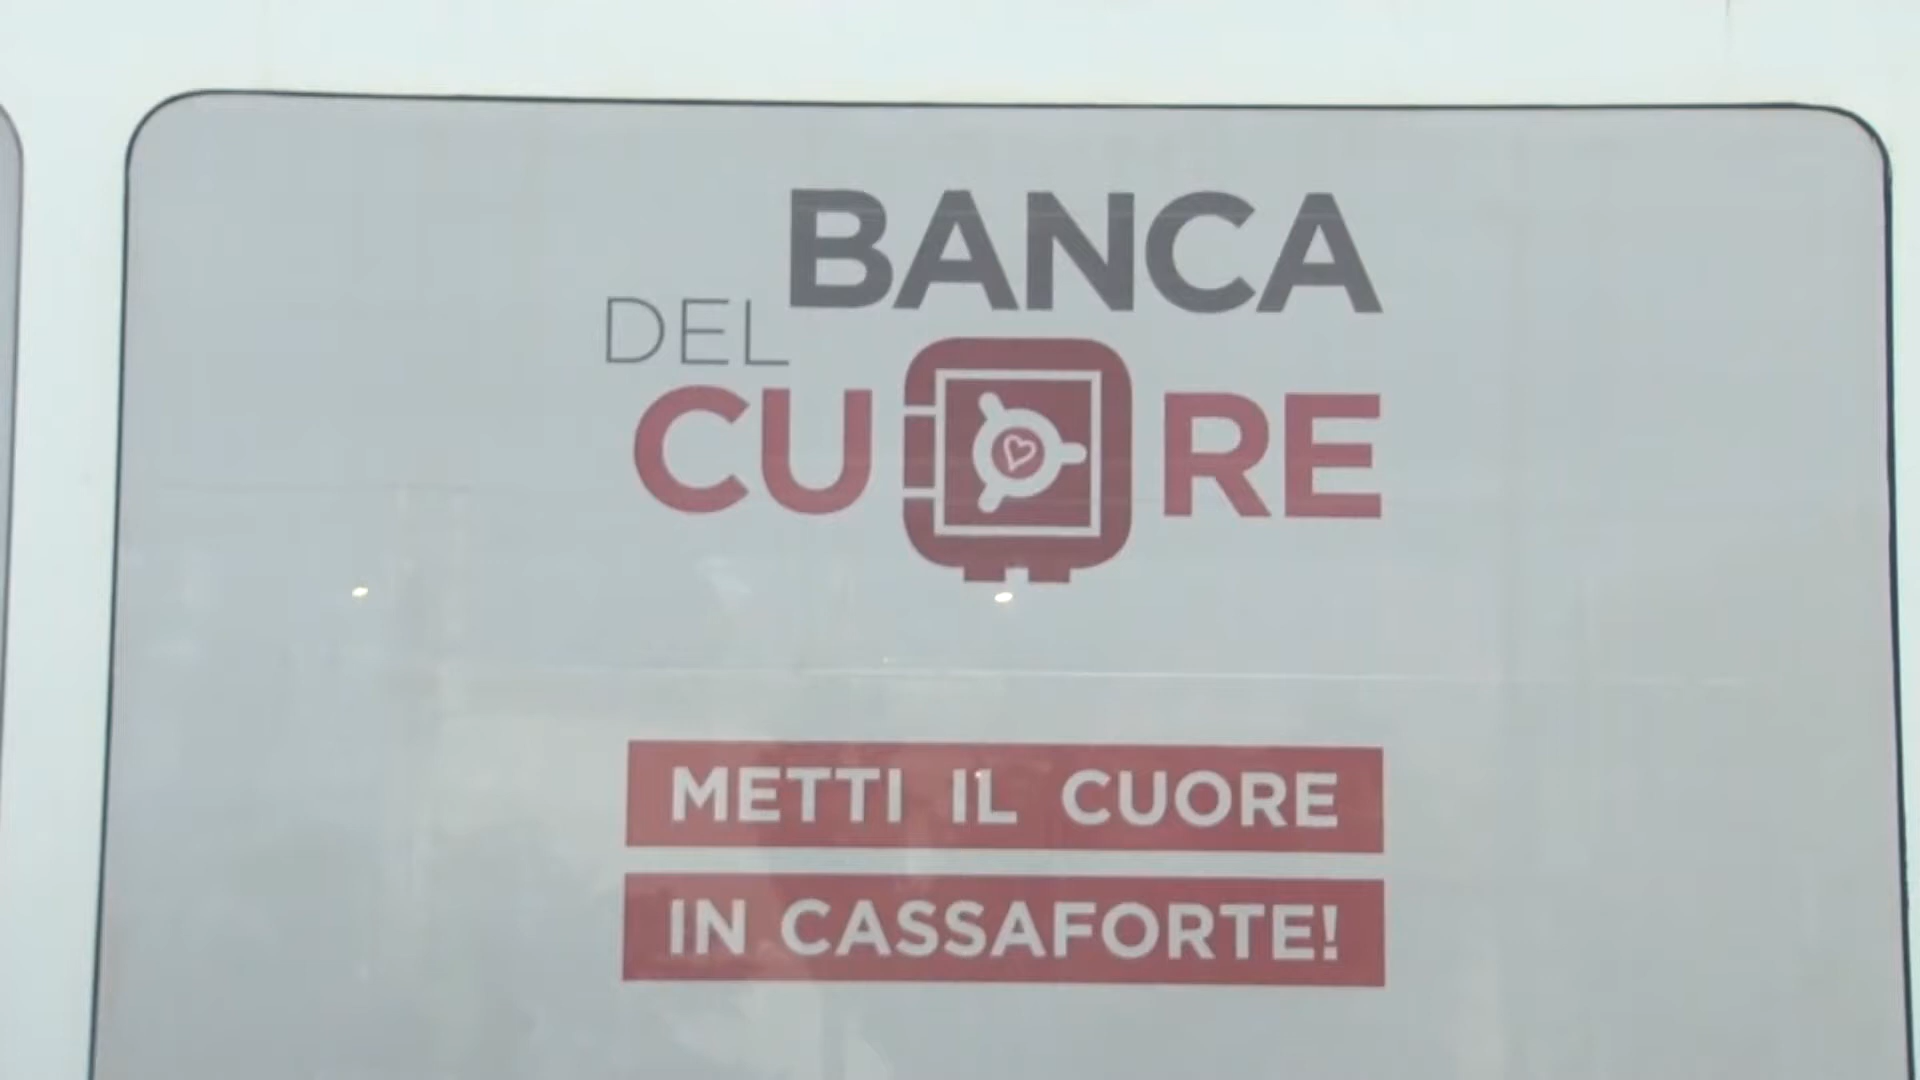 BANCA
DEL
CUORE
METTI IL CUORE
IN CASSAFORTE!